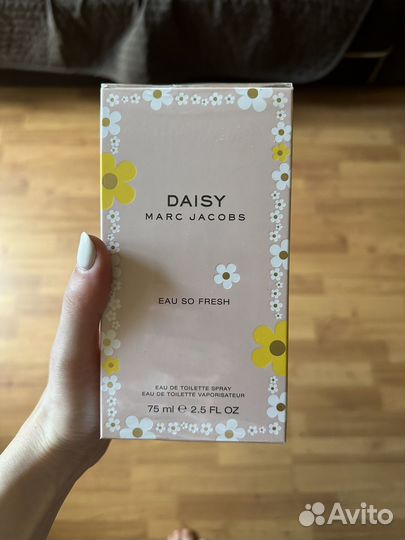 DAISY
MARC JACOBS
EAU SO FRESH
EAU DE TOILETTE SPRAY
EAU DE TOILETTE VAPORISATEUR
75 ml ℮ 2.5 FL OZ
Avito